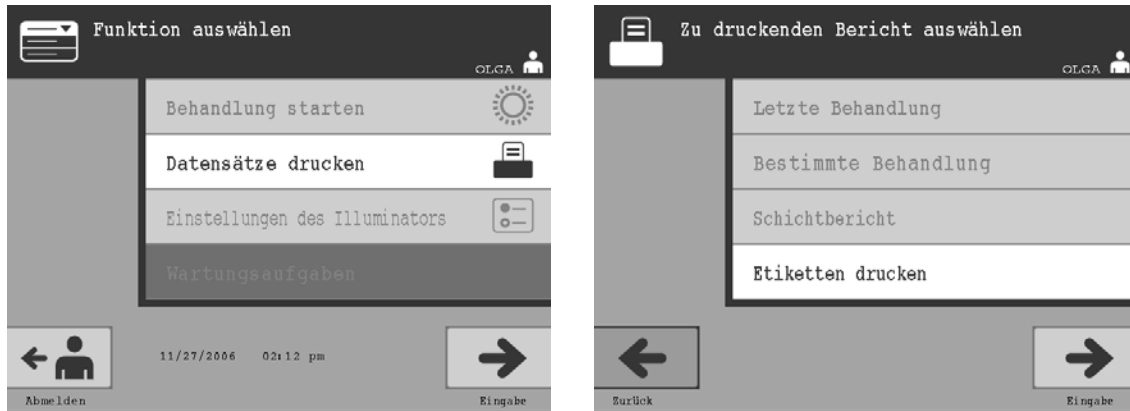 Funktion auswählen
OLGA
Behandlung starten
Datensätze drucken
Einstellungen des Illuminators
Wartungsaufgaben
11/27/2006 02:12 pm
Abmelden
Eingabe
Zu druckenden Bericht auswählen
OLGA
Letzte Behandlung
Bestimmte Behandlung
Schichtbericht
Etiketten drucken
Zurück
Eingabe